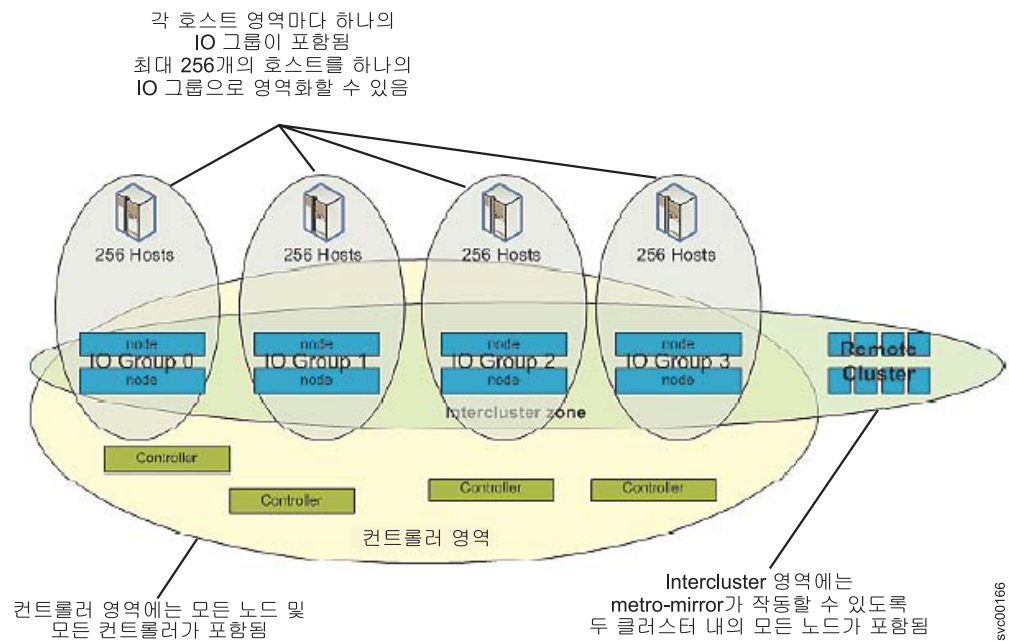 각 호스트 영역마다 하나의
IO 그룹이 포함됨
최대 256개의 호스트를 하나의
IO 그룹으로 영역화할 수 있음
256 Hosts
256 Hosts
256 Hosts
256 Hosts
node
node
node
node
IO Group 0
IO Group 1
IO Group 2
IO Group 3
Remote
Cluster
node
node
node
node
Intercluster zone
Controller
Controller
Controller
Controller
컨트롤러 영역
컨트롤러 영역에는 모든 노드 및
모든 컨트롤러가 포함됨
Intercluster 영역에는
metro-mirror가 작동할 수 있도록
두 클러스터 내의 모든 노드가 포함됨
svc00166